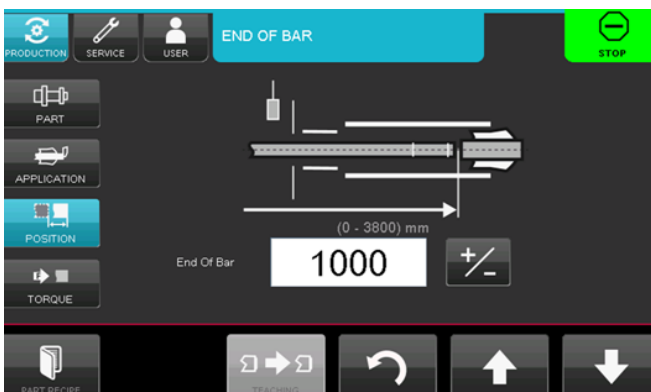 END OF BAR
PRODUCTION
SERVICE
USER
STOP
PART
APPLICATION
POSITION
TORQUE
(0 - 3800) mm
End Of Bar
1000
+/-
PART RECIPE
TEACHING